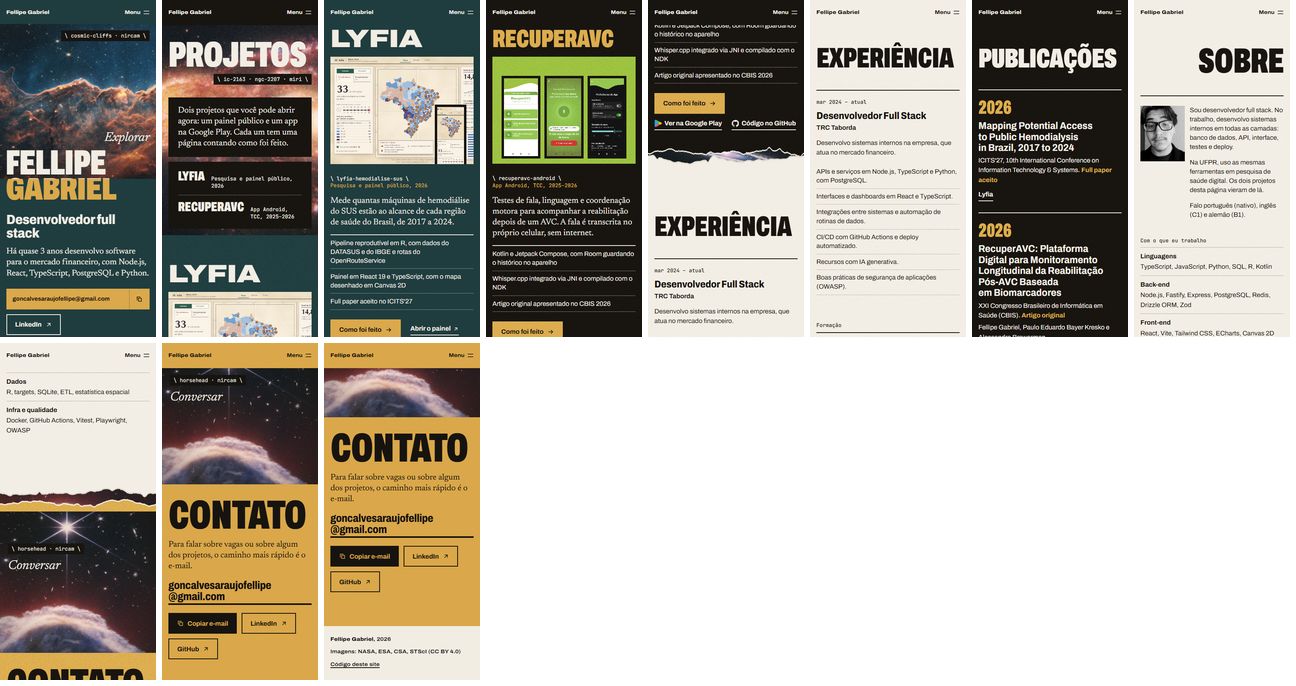 Fellipe Gabriel
Menu
\ cosmic-cliffs · nircam \
Explorar
FELLIPE
GABRIEL
Desenvolvedor full
stack
Há quase 3 anos desenvolvo software
para o mercado financeiro, com Node.js,
React, TypeScript, PostgreSQL e Python.
goncalvesaraujofellipe@gmail.com
LinkedIn ↗
Fellipe Gabriel
Menu
PROJETOS
\ ic-2163 · ngc-2207 · miri \
Dois projetos que você pode abrir
agora: um painel público e um app
na Google Play. Cada um tem uma
página contando como foi feito.
LYFIA
Pesquisa e painel público,
2026
RECUPERAVC
App Android,
TCC, 2025-2026
LYFIA
33
Fellipe Gabriel
Menu
LYFIA
33
\ lyfia-hemodialise-sus \
Pesquisa e painel público, 2026
Mede quantas máquinas de hemodiálise
do SUS estão ao alcance de cada região
de saúde do Brasil, de 2017 a 2024.
Pipeline reprodutível em R, com dados do
DATASUS e do IBGE e rotas do
OpenRouteService
Painel em React 19 e TypeScript, com o mapa
desenhado em Canvas 2D
Full paper aceito no ICITS'27
Como foi feito →
Abrir o painel ↗
Fellipe Gabriel
Menu
RECUPERAVC
\ recuperavc-android \
App Android, TCC, 2025-2026
Testes de fala, linguagem e coordenação
motora para acompanhar a reabilitação
depois de um AVC. A fala é transcrita no
próprio celular, sem internet.
Kotlin e Jetpack Compose, com Room guardando
o histórico no aparelho
Whisper.cpp integrado via JNI e compilado com o
NDK
Artigo original apresentado no CBIS 2026
Como foi feito →
Fellipe Gabriel
Menu
Kotlin e Jetpack Compose, com Room guardando
o histórico no aparelho
Whisper.cpp integrado via JNI e compilado com o
NDK
Artigo original apresentado no CBIS 2026
Como foi feito →
Ver na Google Play
Código no GitHub
EXPERIÊNCIA
mar 2024 – atual
Desenvolvedor Full Stack
TRC Taborda
Desenvolvo sistemas internos na empresa, que
atua no mercado financeiro.
Fellipe Gabriel
Menu
EXPERIÊNCIA
mar 2024 – atual
Desenvolvedor Full Stack
TRC Taborda
Desenvolvo sistemas internos na empresa, que
atua no mercado financeiro.
APIs e serviços em Node.js, TypeScript e Python,
com PostgreSQL.
Interfaces e dashboards em React e TypeScript.
Integrações entre sistemas e automação de
rotinas de dados.
CI/CD com GitHub Actions e deploy
automatizado.
Recursos com IA generativa.
Boas práticas de segurança de aplicações
(OWASP).
Formação
Fellipe Gabriel
Menu
PUBLICAÇÕES
2026
Mapping Potential Access
to Public Hemodialysis
in Brazil, 2017 to 2024
ICITS'27, 10th International Conference on
Information Technology & Systems. Full paper
aceito
Lyfia
2026
RecuperAVC: Plataforma
Digital para Monitoramento
Longitudinal da Reabilitação
Pós-AVC Baseada
em Biomarcadores
XXI Congresso Brasileiro de Informática em
Saúde (CBIS). Artigo original
Fellipe Gabriel, Paulo Eduardo Bayer Kresko e
Fellipe Gabriel
Menu
SOBRE
Sou desenvolvedor full stack. No
trabalho, desenvolvo sistemas
internos em todas as camadas:
banco de dados, API, interface,
testes e deploy.
Na UFPR, uso as mesmas
ferramentas em pesquisa de
saúde digital. Os dois projetos
desta página vieram de lá.
Falo português (nativo), inglês
(C1) e alemão (B1).
Com o que eu trabalho
Linguagens
TypeScript, JavaScript, Python, SQL, R, Kotlin
Back-end
Node.js, Fastify, Express, PostgreSQL, Redis,
Drizzle ORM, Zod
Front-end
React, Vite, Tailwind CSS, ECharts, Canvas 2D
Fellipe Gabriel
Menu
Dados
R, targets, SQLite, ETL, estatística espacial
Infra e qualidade
Docker, GitHub Actions, Vitest, Playwright,
OWASP
\ horsehead · nircam \
Conversar
CONTATO
Fellipe Gabriel
Menu
\ horsehead · nircam \
Conversar
CONTATO
Para falar sobre vagas ou sobre algum
dos projetos, o caminho mais rápido é o
e-mail.
goncalvesaraujofellipe
@gmail.com
Copiar e-mail
LinkedIn ↗
GitHub ↗
Fellipe Gabriel
Menu
CONTATO
Para falar sobre vagas ou sobre algum
dos projetos, o caminho mais rápido é o
e-mail.
goncalvesaraujofellipe
@gmail.com
Copiar e-mail
LinkedIn ↗
GitHub ↗
Fellipe Gabriel, 2026
Imagens: NASA, ESA, CSA, STScI (CC BY 4.0)
Código deste site